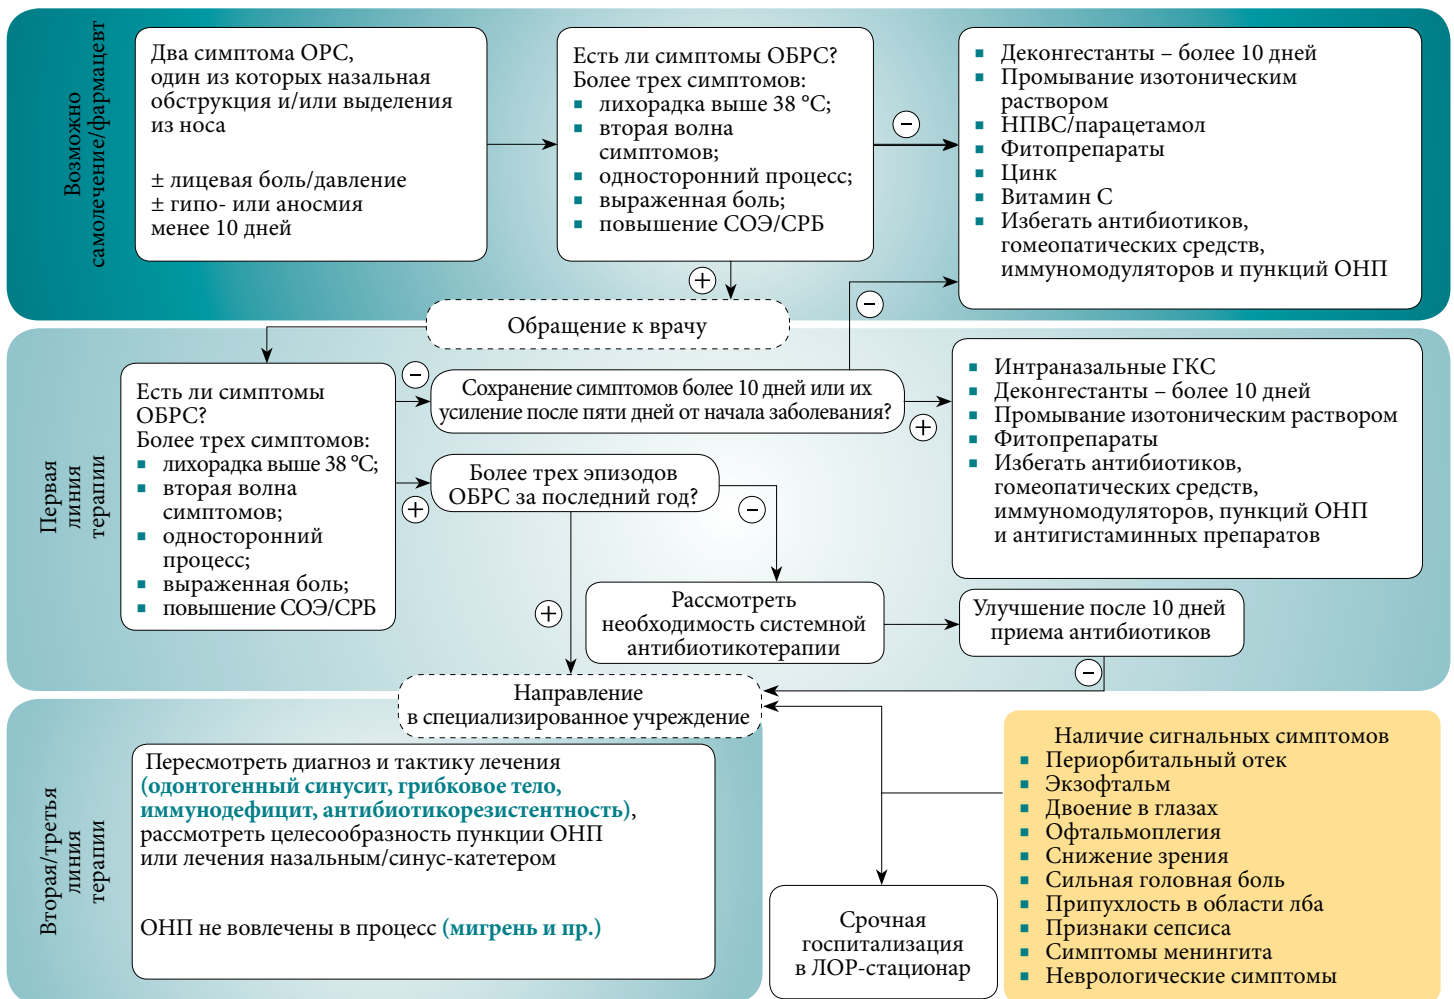 Возможно
самолечение/фармацевт
Два симптома ОРС,
один из которых назальная
обструкция и/или выделения
из носа
± лицевая боль/давление
± гипо- или аносмия
менее 10 дней
Есть ли симптомы ОБРС?
Более трех симптомов:
лихорадка выше 38 °C;
вторая волна
симптомов;
односторонний процесс;
выраженная боль;
повышение СОЭ/СРБ
−
+
Деконгестанты – более 10 дней
Промывание изотоническим
раствором
НПВС/парацетамол
Фитопрепараты
Цинк
Витамин С
Избегать антибиотиков,
гомеопатических средств,
иммуномодуляторов и пункций ОНП
Обращение к врачу
Первая
линия
терапии
Есть ли симптомы
ОБРС?
Более трех симптомов:
лихорадка выше 38 °C;
вторая волна
симптомов;
односторонний
процесс;
выраженная боль;
повышение СОЭ/СРБ
−
Сохранение симптомов более 10 дней или их
усиление после пяти дней от начала заболевания?
−
+
Интраназальные ГКС
Деконгестанты – более 10 дней
Промывание изотоническим раствором
Фитопрепараты
Избегать антибиотиков,
гомеопатических средств,
иммуномодуляторов, пункций ОНП
и антигистаминных препаратов
+
Более трех эпизодов
ОБРС за последний год?
−
+
Рассмотреть
необходимость системной
антибиотикотерапии
Улучшение после 10 дней
приема антибиотиков
−
Направление
в специализированное учреждение
Вторая/третья
линия
терапии
Пересмотреть диагноз и тактику лечения
(одонтогенный синусит, грибковое тело,
иммунодефицит, антибиотикорезистентность),
рассмотреть целесообразность пункции ОНП
или лечения назальным/синус-катетером
ОНП не вовлечены в процесс (мигрень и пр.)
Срочная
госпитализация
в ЛОР-стационар
Наличие сигнальных симптомов
Периорбитальный отек
Экзофтальм
Двоение в глазах
Офтальмоплегия
Снижение зрения
Сильная головная боль
Припухлость в области лба
Признаки сепсиса
Симптомы менингита
Неврологические симптомы